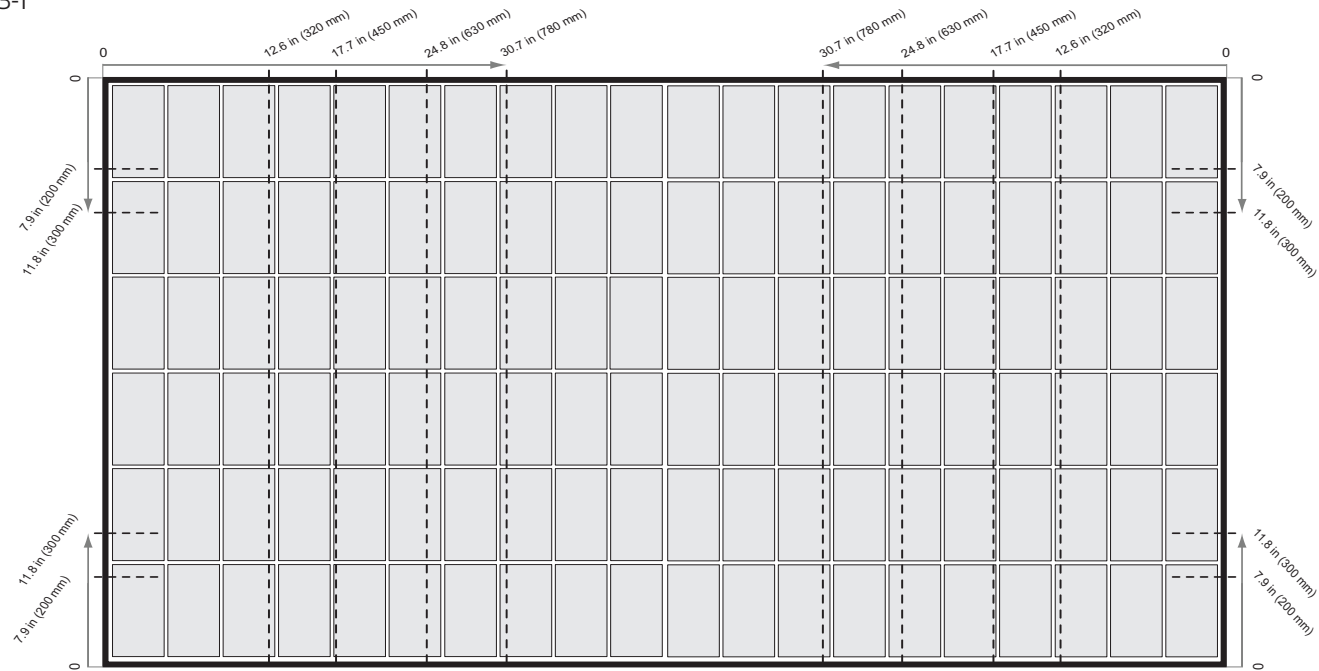 12.6 in (320 mm)
17.7 in (450 mm)
24.8 in (630 mm)
30.7 in (780 mm)
30.7 in (780 mm)
24.8 in (630 mm)
17.7 in (450 mm)
12.6 in (320 mm)
0
0
0
0
7.9 in (200 mm)
11.8 in (300 mm)
7.9 in (200 mm)
11.8 in (300 mm)
11.8 in (300 mm)
7.9 in (200 mm)
11.8 in (300 mm)
7.9 in (200 mm)
0
0